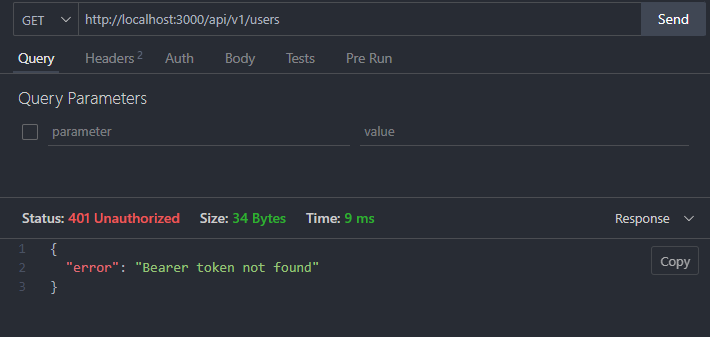 GET http://localhost:3000/api/v1/users Send
Query Headers 2 Auth Body Tests Pre Run
Query Parameters
parameter value
Status: 401 Unauthorized Size: 34 Bytes Time: 9 ms Response
1 {
2 "error": "Bearer token not found"
3 }
Copy